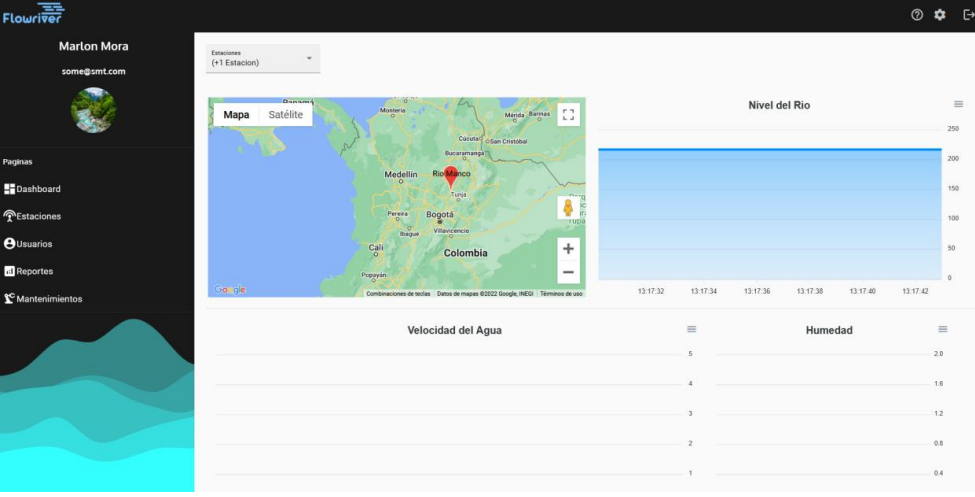 Flowriver
Marlon Mora
some@smt.com
Paginas
Dashboard
Estaciones
Usuarios
Reportes
Mantenimientos
Estaciones
(+1 Estacion)
Mapa Satélite
Panamá
Montería
Mérida
Barinas
Cúcuta
San Cristóbal
Bucaramanga
Medellín
Rio Manco
Tunja
Pereira
Bogotá
Ibagué
Villavicencio
Cali
Colombia
Popayán
Google
Combinaciones de teclas Datos de mapas ©2022 Google, INEGI Términos de uso
Nivel del Rio
250
200
150
100
50
0
13:17:32 13:17:34 13:17:36 13:17:38 13:17:40 13:17:42
Velocidad del Agua
5
4
3
2
1
Humedad
2.0
1.6
1.2
0.8
0.4